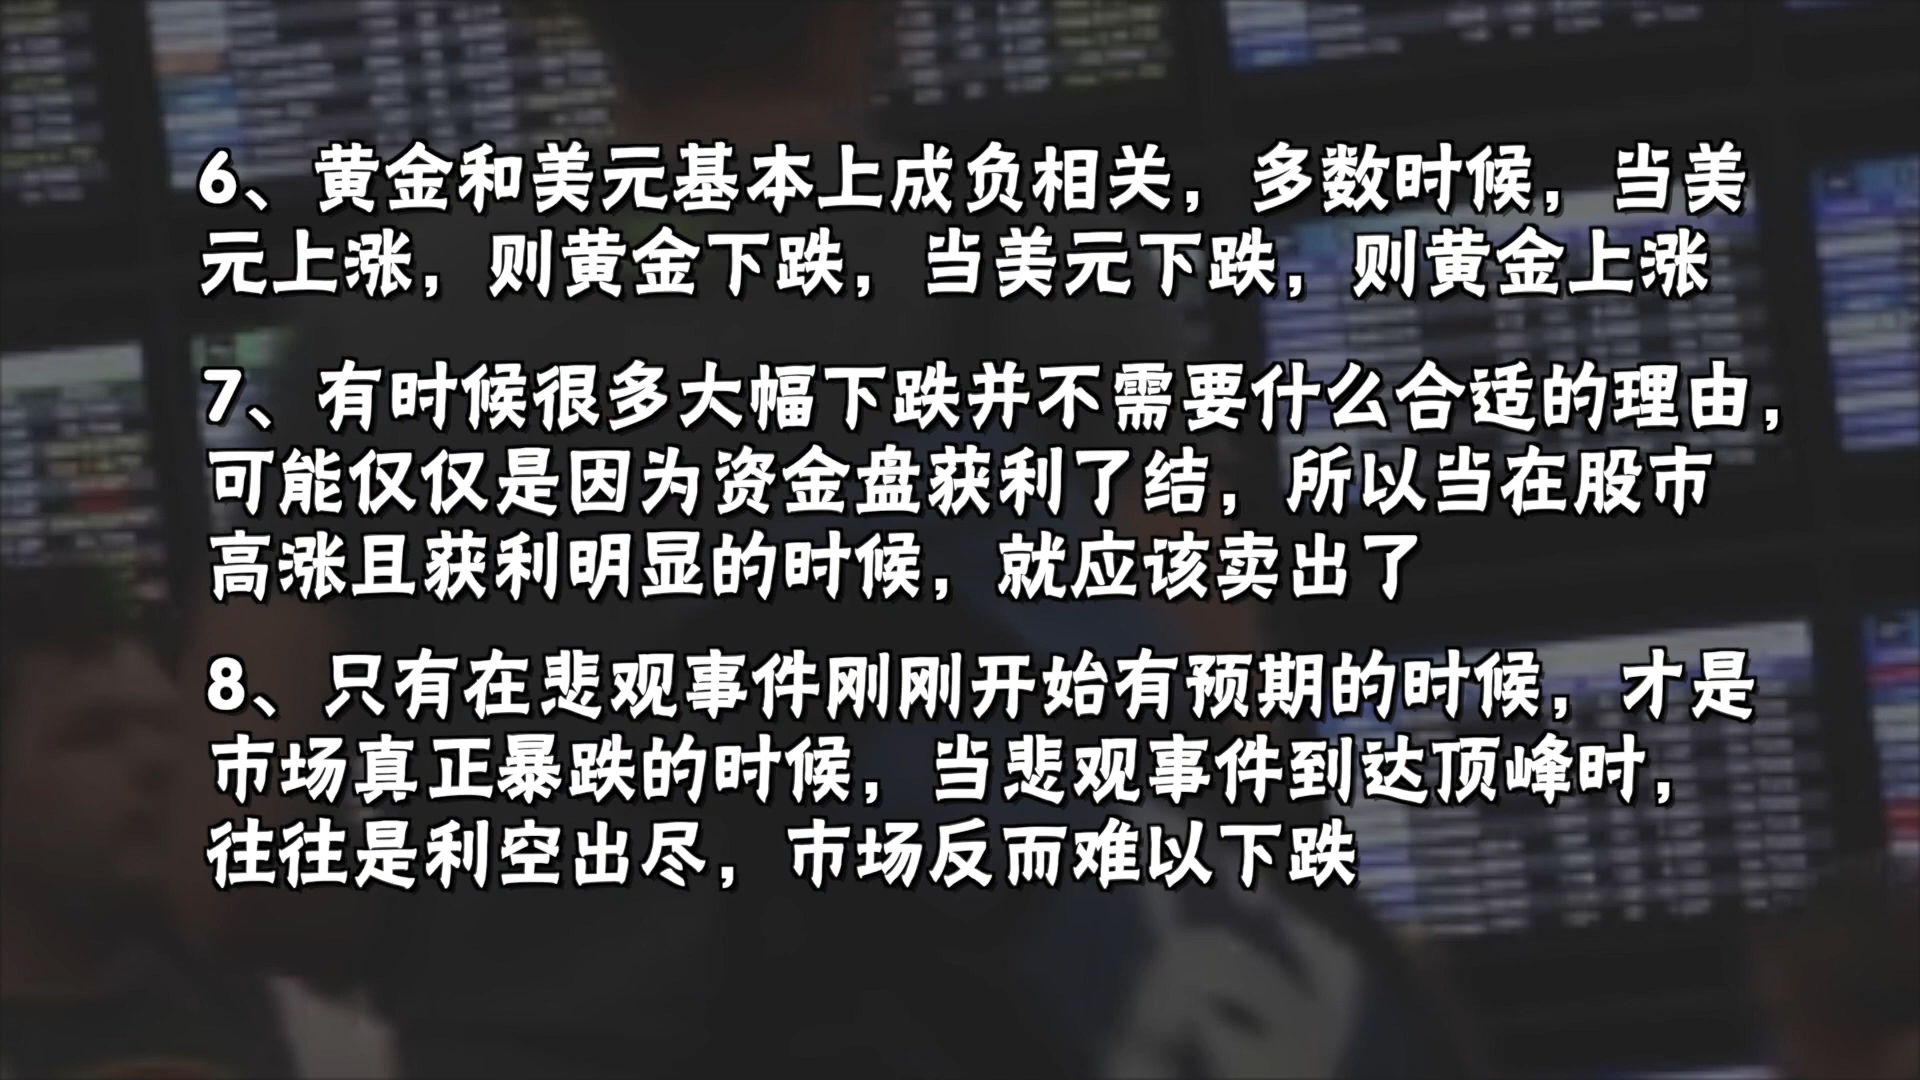 6、黄金和美元基本上成负相关，多数时候，当美
元上涨，则黄金下跌，当美元下跌，则黄金上涨
7、有时候很多大幅下跌并不需要什么合适的理由，
可能仅仅是因为资金盘获利了结，所以当在股市
高涨且获利明显的时候，就应该卖出了
8、只有在悲观事件刚刚开始有预期的时候，才是
市场真正暴跌的时候，当悲观事件到达顶峰时，
往往是利空出尽，市场反而难以下跌